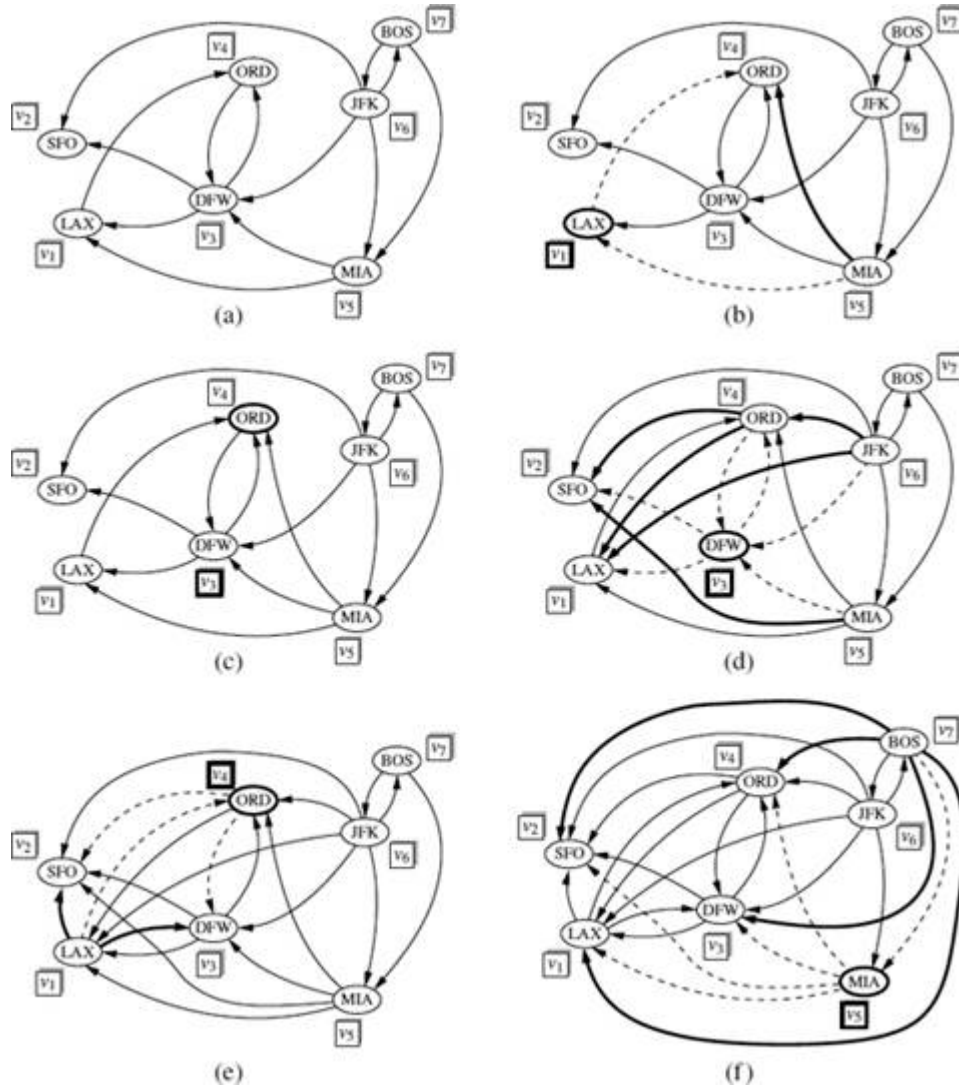 BOS v7
v4
ORD
JFK
v2
v6
SFO
DFW
LAX
v3
v1
MIA
v5
(a)
BOS v7
v4
ORD
JFK
v2
v6
SFO
DFW
LAX
v3
v1
MIA
v5
(b)
BOS v7
v4
ORD
JFK
v2
v6
SFO
DFW
LAX
v3
v1
MIA
v5
(c)
BOS v7
v4
ORD
JFK
v2
v6
SFO
DFW
LAX
v3
v1
MIA
v5
(d)
v7
BOS
v4
ORD
JFK
v2
v6
SFO
DFW
LAX
v3
v1
MIA
v5
(e)
v7
BOS
v4
ORD
JFK
v2
v6
SFO
DFW
LAX
v3
v1
MIA
v5
(f)